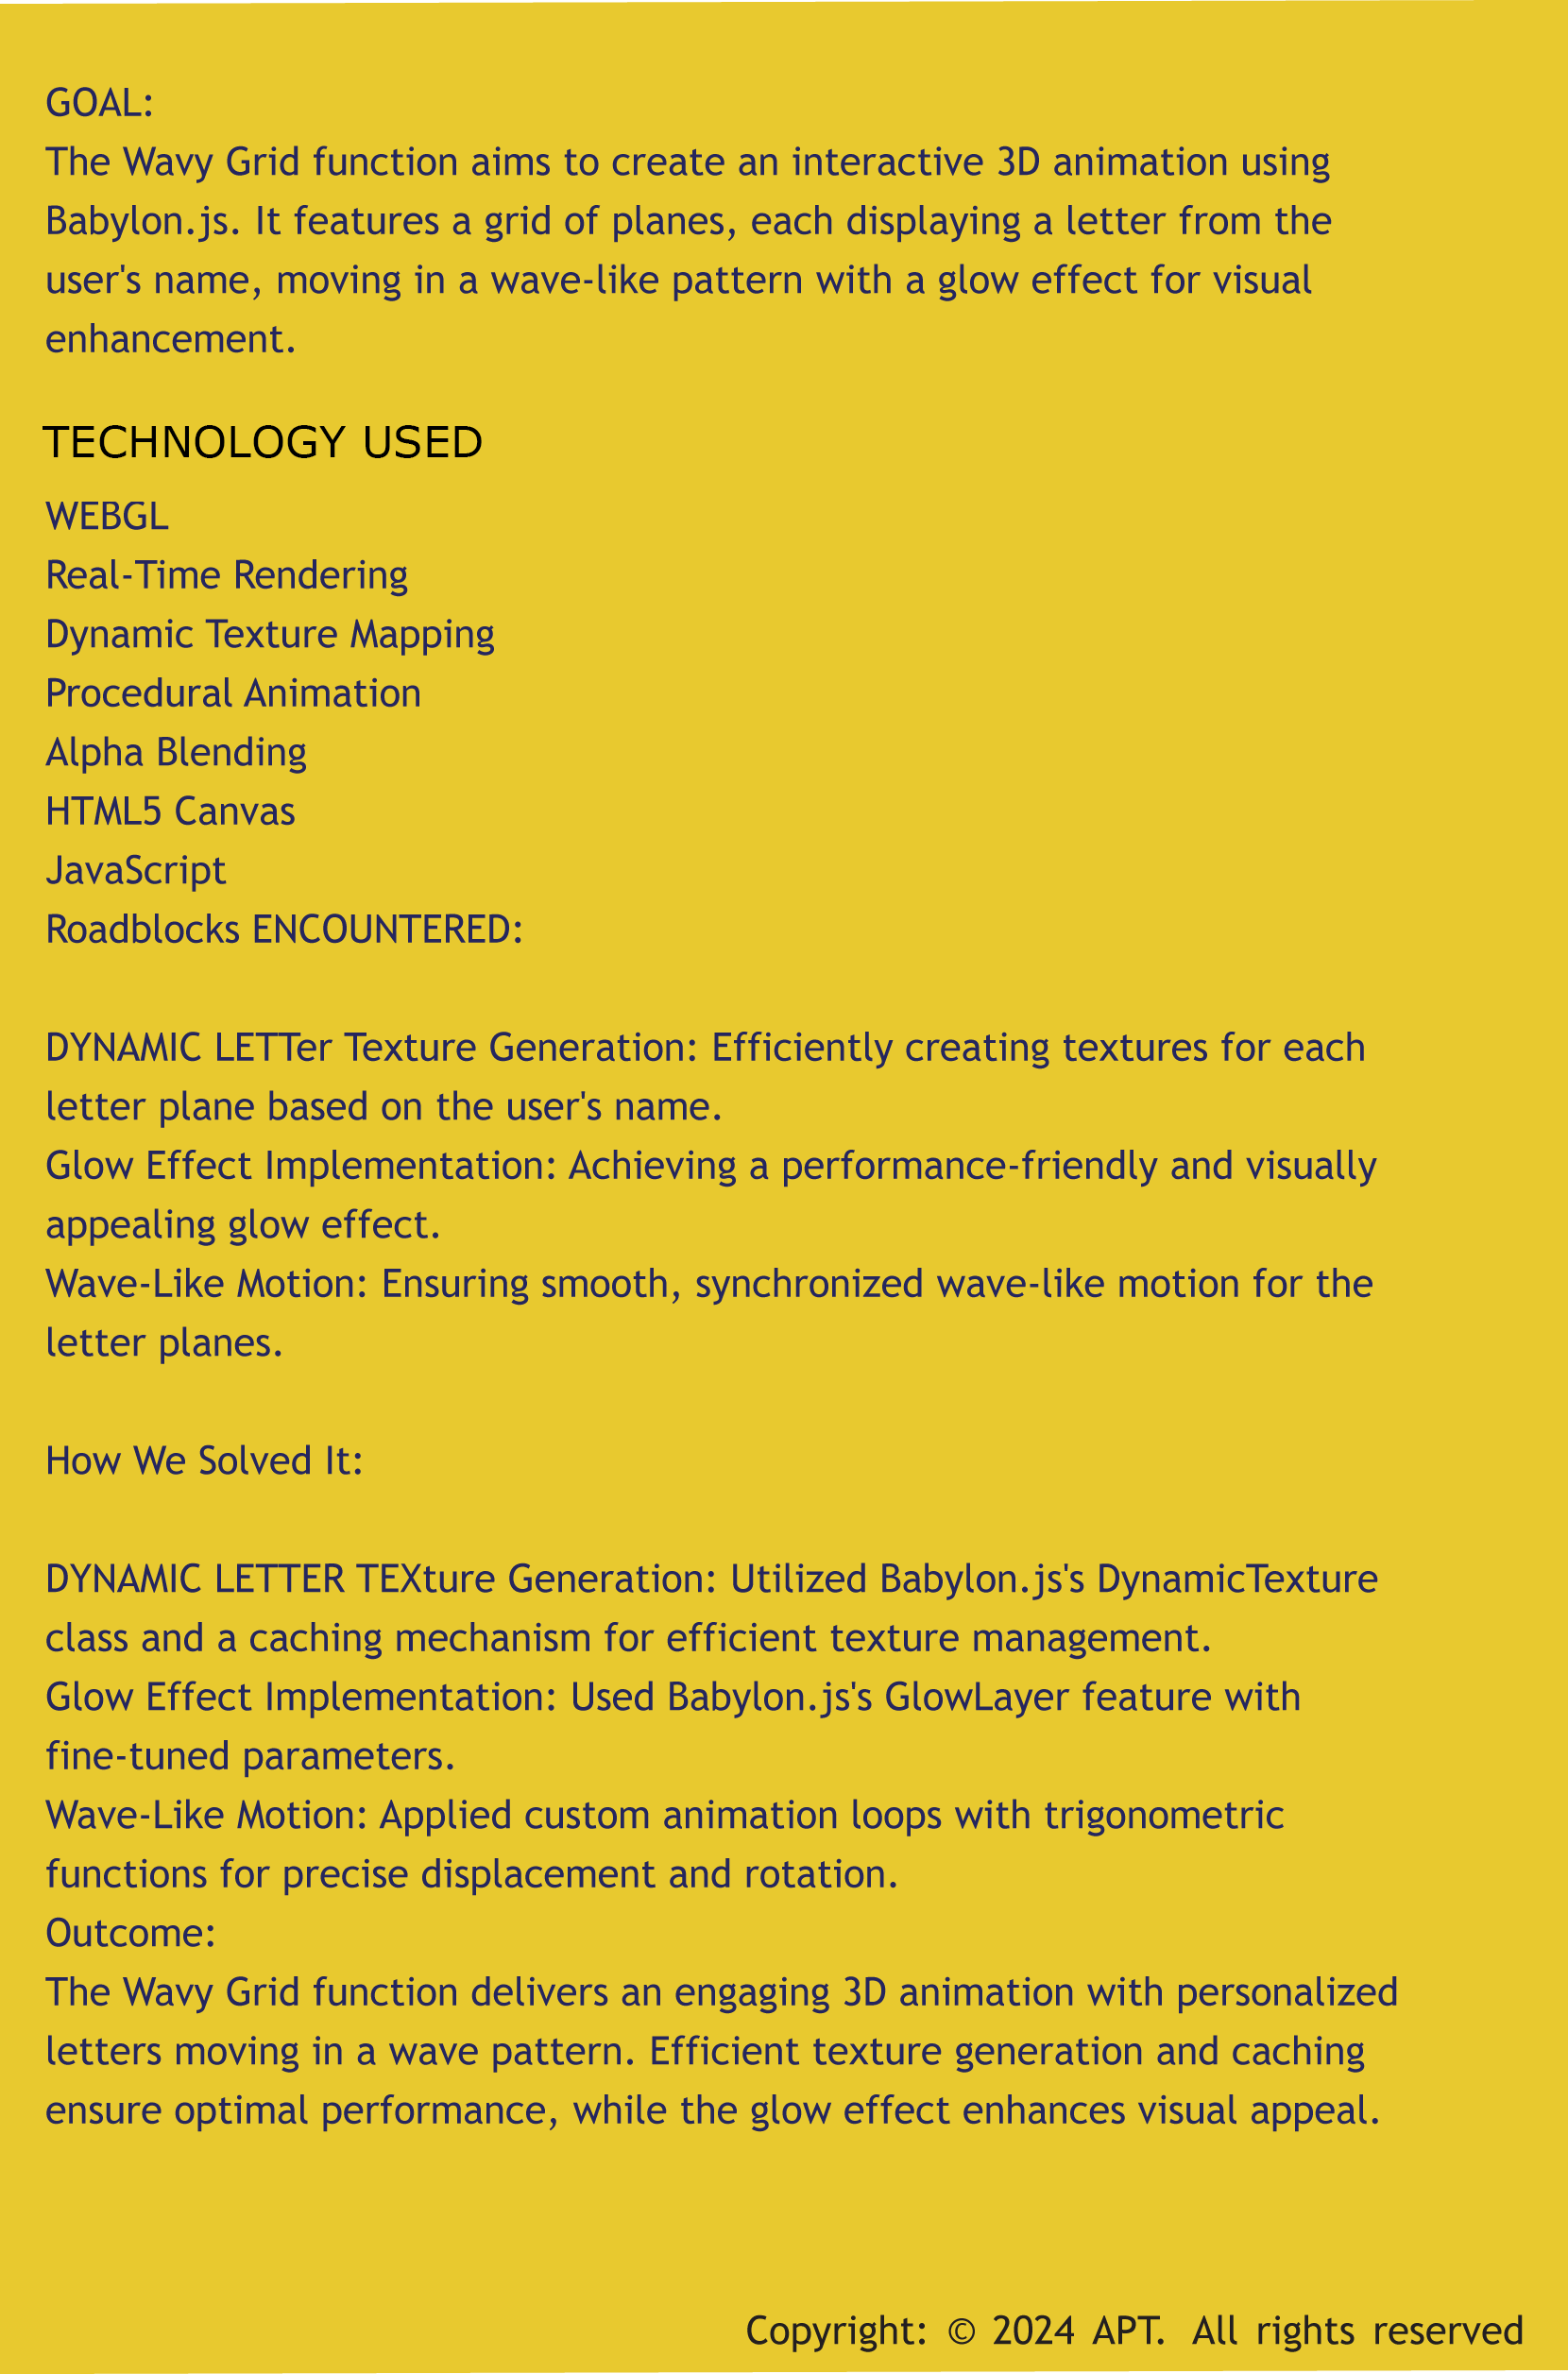 GOAL:
The Wavy Grid function aims to create an interactive 3D animation using
Babylon.js. It features a grid of planes, each displaying a letter from the
user's name, moving in a wave-like pattern with a glow effect for visual
enhancement.
TECHNOLOGY USED
WEBGL
Real-Time Rendering
Dynamic Texture Mapping
Procedural Animation
Alpha Blending
HTML5 Canvas
JavaScript
Roadblocks ENCOUNTERED:
DYNAMIC LETTer Texture Generation: Efficiently creating textures for each
letter plane based on the user's name.
Glow Effect Implementation: Achieving a performance-friendly and visually
appealing glow effect.
Wave-Like Motion: Ensuring smooth, synchronized wave-like motion for the
letter planes.
How We Solved It:
DYNAMIC LETTER TEXture Generation: Utilized Babylon.js's DynamicTexture
class and a caching mechanism for efficient texture management.
Glow Effect Implementation: Used Babylon.js's GlowLayer feature with
fine-tuned parameters.
Wave-Like Motion: Applied custom animation loops with trigonometric
functions for precise displacement and rotation.
Outcome:
The Wavy Grid function delivers an engaging 3D animation with personalized
letters moving in a wave pattern. Efficient texture generation and caching
ensure optimal performance, while the glow effect enhances visual appeal.
Copyright: © 2024 APT. All rights reserved